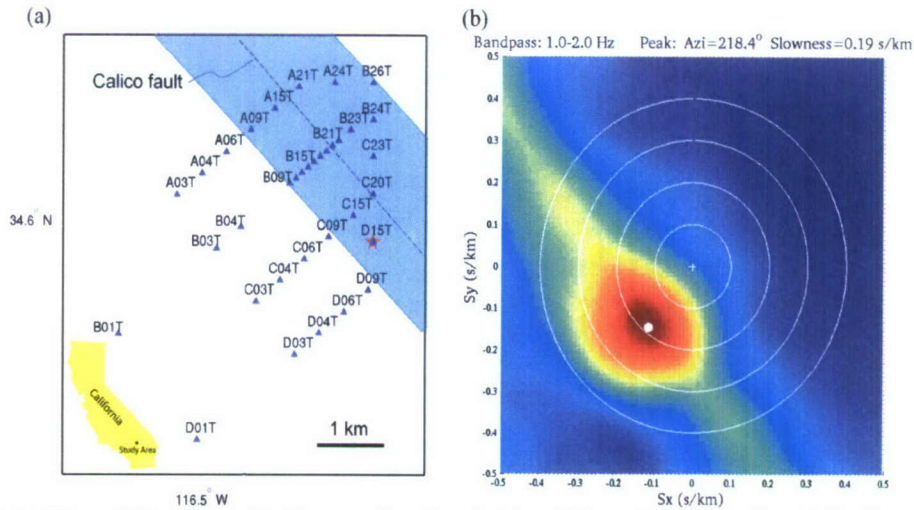 (a)
Calico fault
A21T
A24T
B26T
A15T
B24T
A09T
B23T
B21T
A06T
C23T
A04T
B15T
A03T
B09T
C20T
C15T
34.6° N
B04T
C09T
D15T
B03T
C06T
C04T
D09T
C03T
D06T
B01T
D04T
D03T
California
Study Area
D01T
1 km
116.5° W
(b)
Bandpass: 1.0-2.0 Hz Peak: Azi=218.4° Slowness=0.19 s/km
Sy (s/km)
0.5
0.4
0.3
0.2
0.1
0
-0.1
-0.2
-0.3
-0.4
-0.5
-0.5 -0.4 -0.3 -0.2 -0.1 0 0.1 0.2 0.3 0.4 0.5
Sx (s/km)